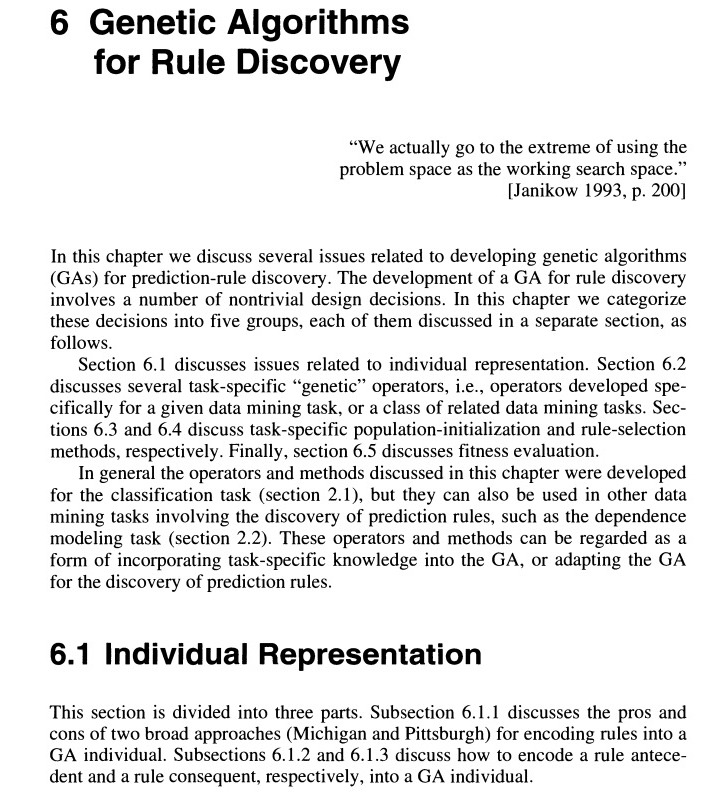 6 Genetic Algorithms
for Rule Discovery
“We actually go to the extreme of using the
problem space as the working search space.”
[Janikow 1993, p. 200]
In this chapter we discuss several issues related to developing genetic algorithms
(GAs) for prediction-rule discovery. The development of a GA for rule discovery
involves a number of nontrivial design decisions. In this chapter we categorize
these decisions into five groups, each of them discussed in a separate section, as
follows.
Section 6.1 discusses issues related to individual representation. Section 6.2
discusses several task-specific “genetic” operators, i.e., operators developed spe-
cifically for a given data mining task, or a class of related data mining tasks. Sec-
tions 6.3 and 6.4 discuss task-specific population-initialization and rule-selection
methods, respectively. Finally, section 6.5 discusses fitness evaluation.
In general the operators and methods discussed in this chapter were developed
for the classification task (section 2.1), but they can also be used in other data
mining tasks involving the discovery of prediction rules, such as the dependence
modeling task (section 2.2). These operators and methods can be regarded as a
form of incorporating task-specific knowledge into the GA, or adapting the GA
for the discovery of prediction rules.
6.1 Individual Representation
This section is divided into three parts. Subsection 6.1.1 discusses the pros and
cons of two broad approaches (Michigan and Pittsburgh) for encoding rules into a
GA individual. Subsections 6.1.2 and 6.1.3 discuss how to encode a rule antece-
dent and a rule consequent, respectively, into a GA individual.